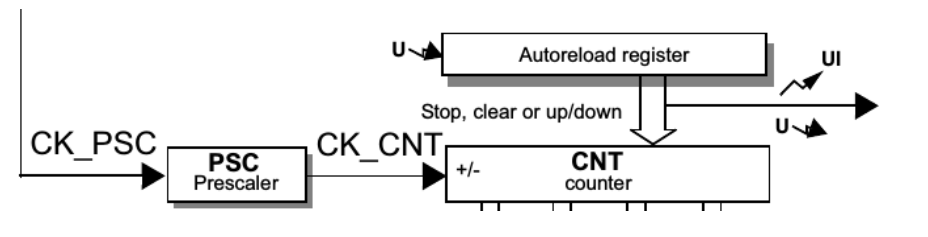 U
Autoreload register
UI
Stop, clear or up/down
U
CK_PSC
CK_CNT
PSC
Prescaler
+/-
CNT
counter